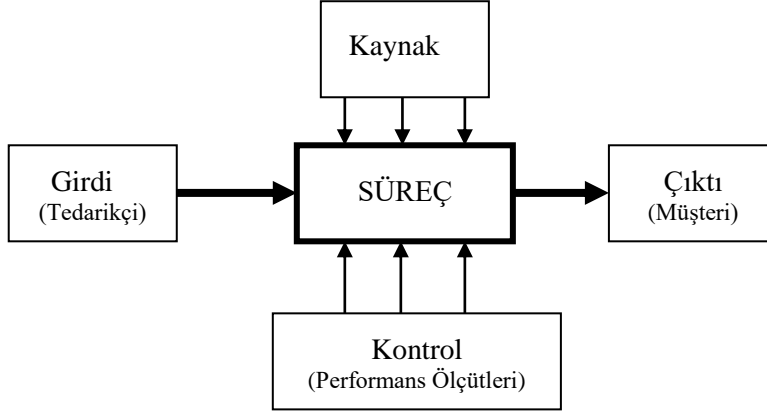 Kaynak
Girdi
(Tedarikçi)
SÜREÇ
Çıktı
(Müşteri)
Kontrol
(Performans Ölçütleri)